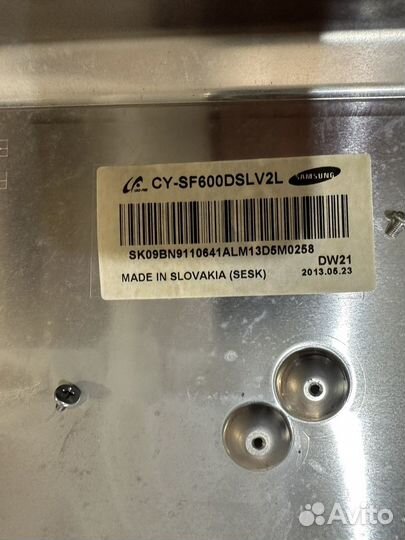 CY-SF600DSLV2L SAMSUNG
SK09BN9110641ALM13D5M0258
DW21
MADE IN SLOVAKIA (SESK) 2013.05.23
Avito